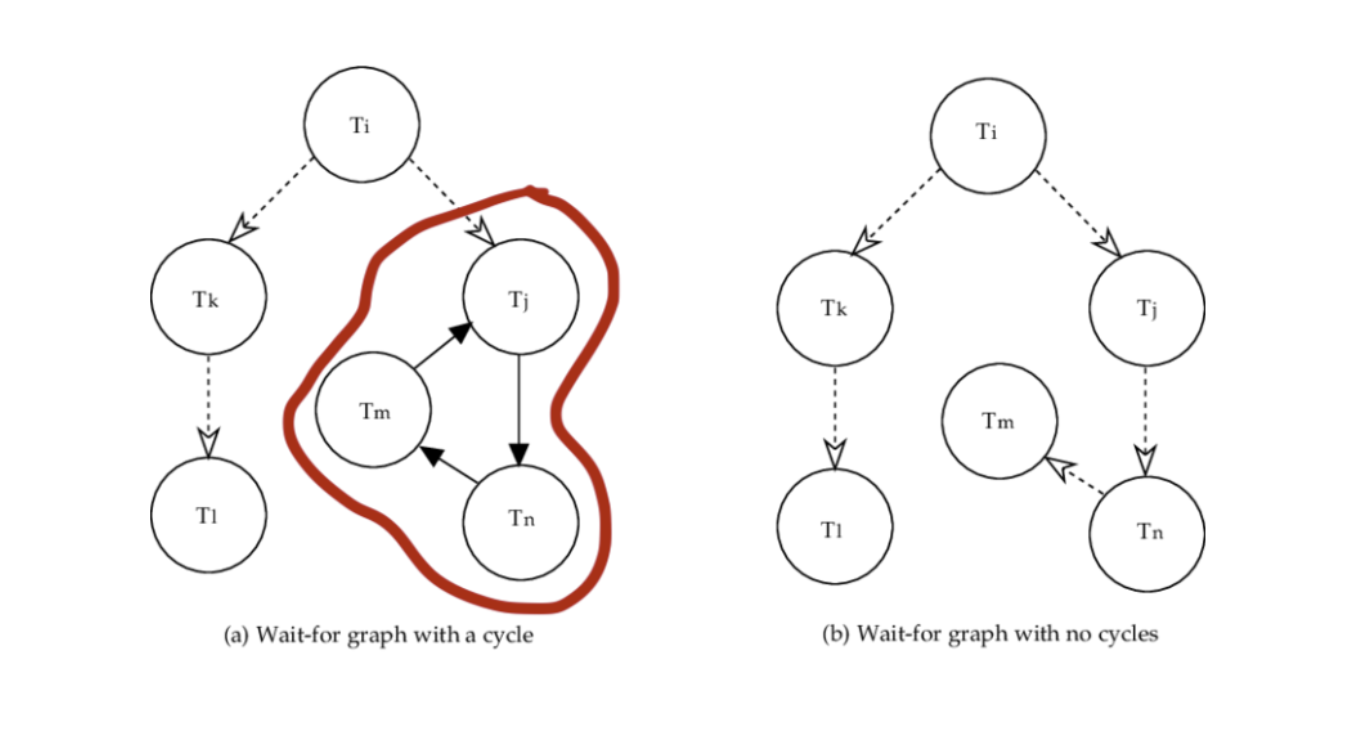 Ti
Tk
Tj
Tm
Tl
Tn
(a) Wait-for graph with a cycle
Ti
Tk
Tj
Tm
Tl
Tn
(b) Wait-for graph with no cycles